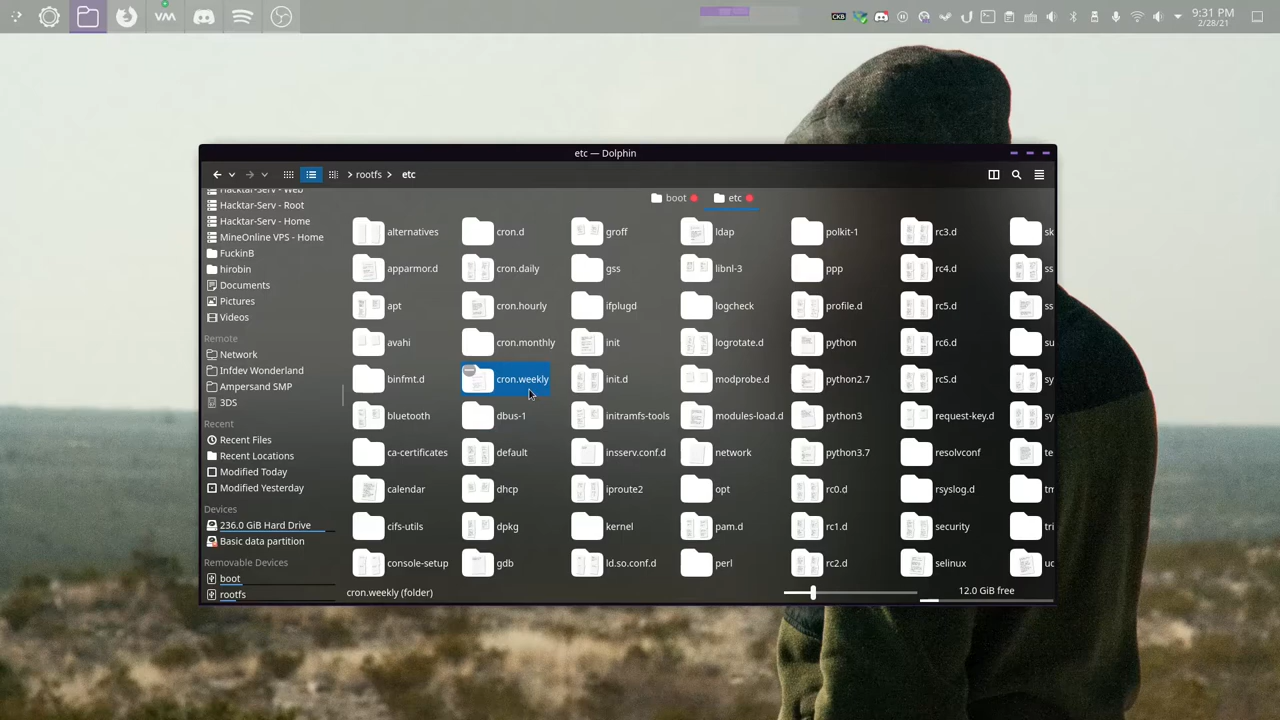 VM
CKB
9:31 PM
2/28/21
etc — Dolphin
> rootfs > etc
boot
etc
Hacktar-Serv - Web
Hacktar-Serv - Root
Hacktar-Serv - Home
MineOnline VPS - Home
FuckinB
hirobin
Documents
Pictures
Videos
Remote
Network
Infdev Wonderland
Ampersand SMP
3DS
Recent
Recent Files
Recent Locations
Modified Today
Modified Yesterday
Devices
236.0 GiB Hard Drive
Basic data partition
Removable Devices
boot
rootfs
alternatives
cron.d
groff
ldap
polkit-1
rc3.d
sk
apparmor.d
cron.daily
gss
libnl-3
ppp
rc4.d
ss
apt
cron.hourly
ifplugd
logcheck
profile.d
rc5.d
ss
avahi
cron.monthly
init
logrotate.d
python
rc6.d
su
binfmt.d
cron.weekly
init.d
modprobe.d
python2.7
rcS.d
sy
bluetooth
dbus-1
initramfs-tools
modules-load.d
python3
request-key.d
sy
ca-certificates
default
insserv.conf.d
network
python3.7
resolvconf
te
calendar
dhcp
iproute2
opt
rc0.d
rsyslog.d
tm
cifs-utils
dpkg
kernel
pam.d
rc1.d
security
tri
console-setup
gdb
ld.so.conf.d
perl
rc2.d
selinux
cron.weekly (folder)
12.0 GiB free